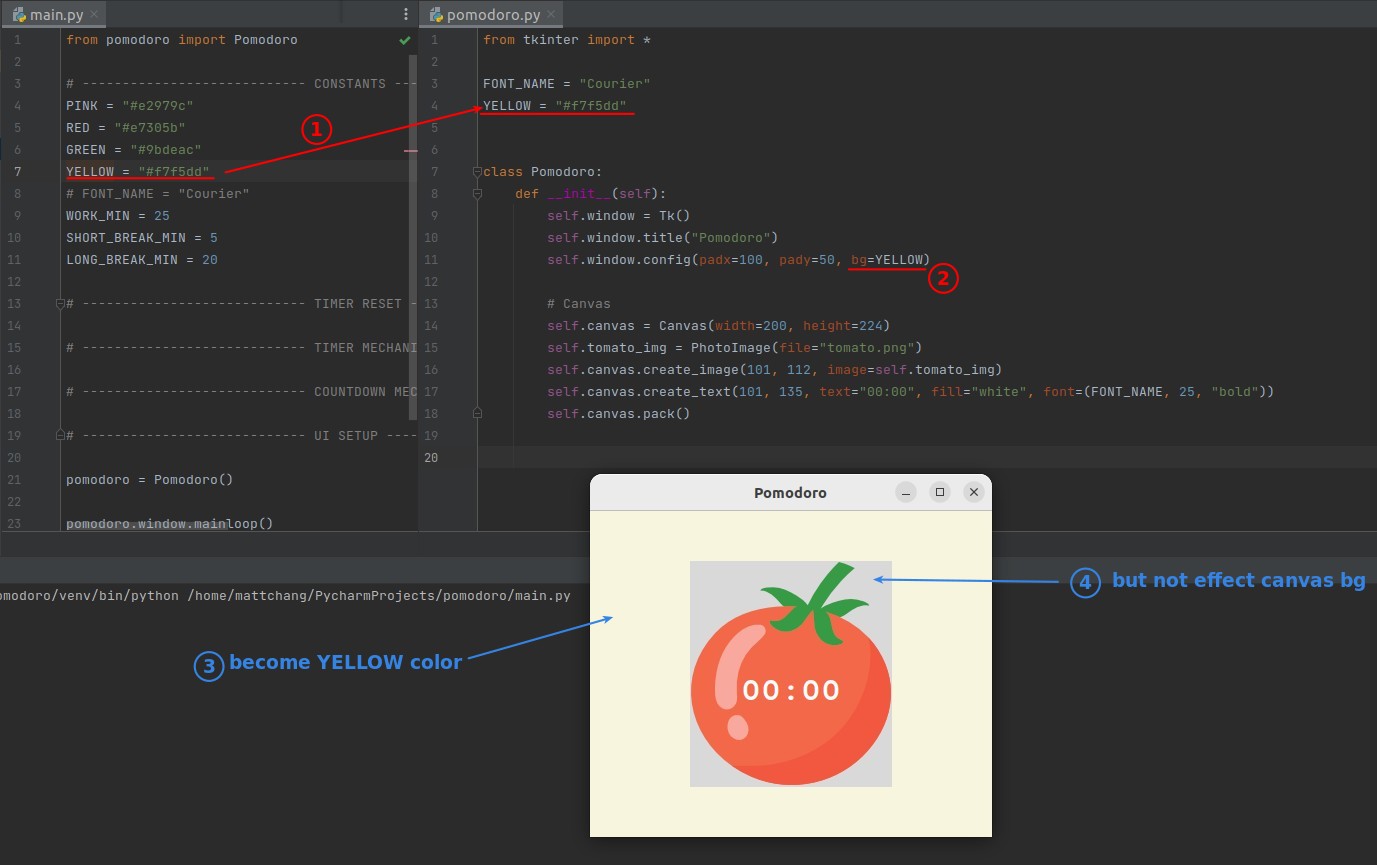 main.py
1 from pomodoro import Pomodoro
2
3 # ---------------------------- CONSTANTS ---
4 PINK = "#e2979c"
5 RED = "#e7305b"
6 GREEN = "#9bdeac"
7 YELLOW = "#f7f5dd"
8 # FONT_NAME = "Courier"
9 WORK_MIN = 25
10 SHORT_BREAK_MIN = 5
11 LONG_BREAK_MIN = 20
12
13 # ---------------------------- TIMER RESET -
14
15 # ---------------------------- TIMER MECHANI
16
17 # ---------------------------- COUNTDOWN MEC
18
19 # ---------------------------- UI SETUP ----
20
21 pomodoro = Pomodoro()
22
23 pomodoro.window.mainloop()
pomodoro.py
1 from tkinter import *
2
3 FONT_NAME = "Courier"
4 YELLOW = "#f7f5dd"
5
6
7 class Pomodoro:
8 def __init__(self):
9 self.window = Tk()
10 self.window.title("Pomodoro")
11 self.window.config(padx=100, pady=50, bg=YELLOW)
12
13 # Canvas
14 self.canvas = Canvas(width=200, height=224)
15 self.tomato_img = PhotoImage(file="tomato.png")
16 self.canvas.create_image(101, 112, image=self.tomato_img)
17 self.canvas.create_text(101, 135, text="00:00", fill="white", font=(FONT_NAME, 25, "bold"))
18 self.canvas.pack()
19
20
1
2
Pomodoro
00:00
omodoro/venv/bin/python /home/mattchang/PycharmProjects/pomodoro/main.py
3 become YELLOW color
4 but not effect canvas bg